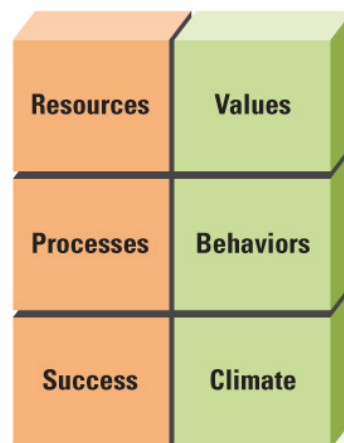 Resources
Values
Processes
Behaviors
Success
Climate